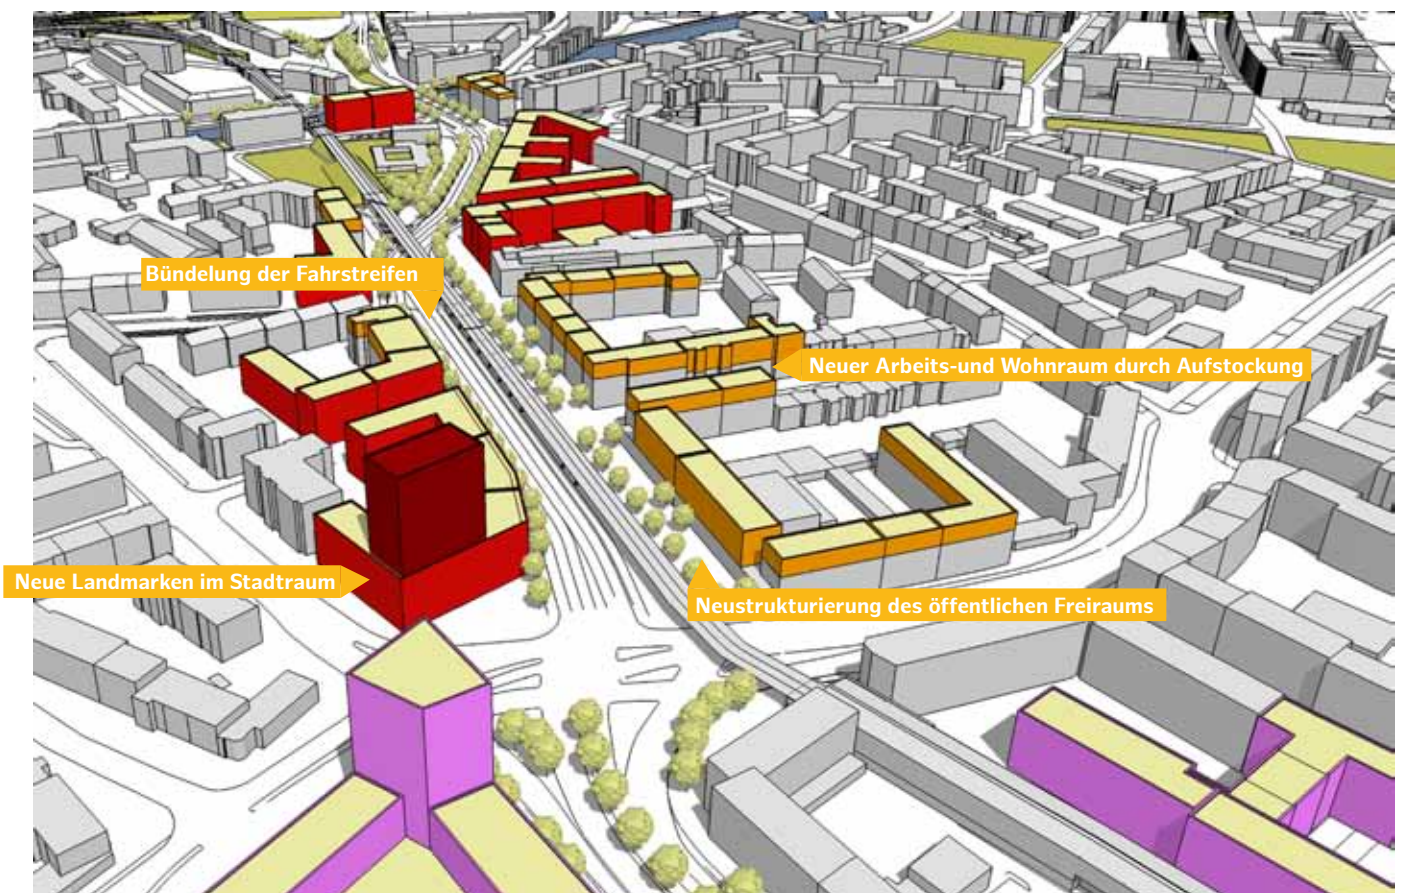 Bündelung der Fahrstreifen
Neuer Arbeits-und Wohnraum durch Aufstockung
Neue Landmarken im Stadtraum
Neustrukturierung des öffentlichen Freiraums